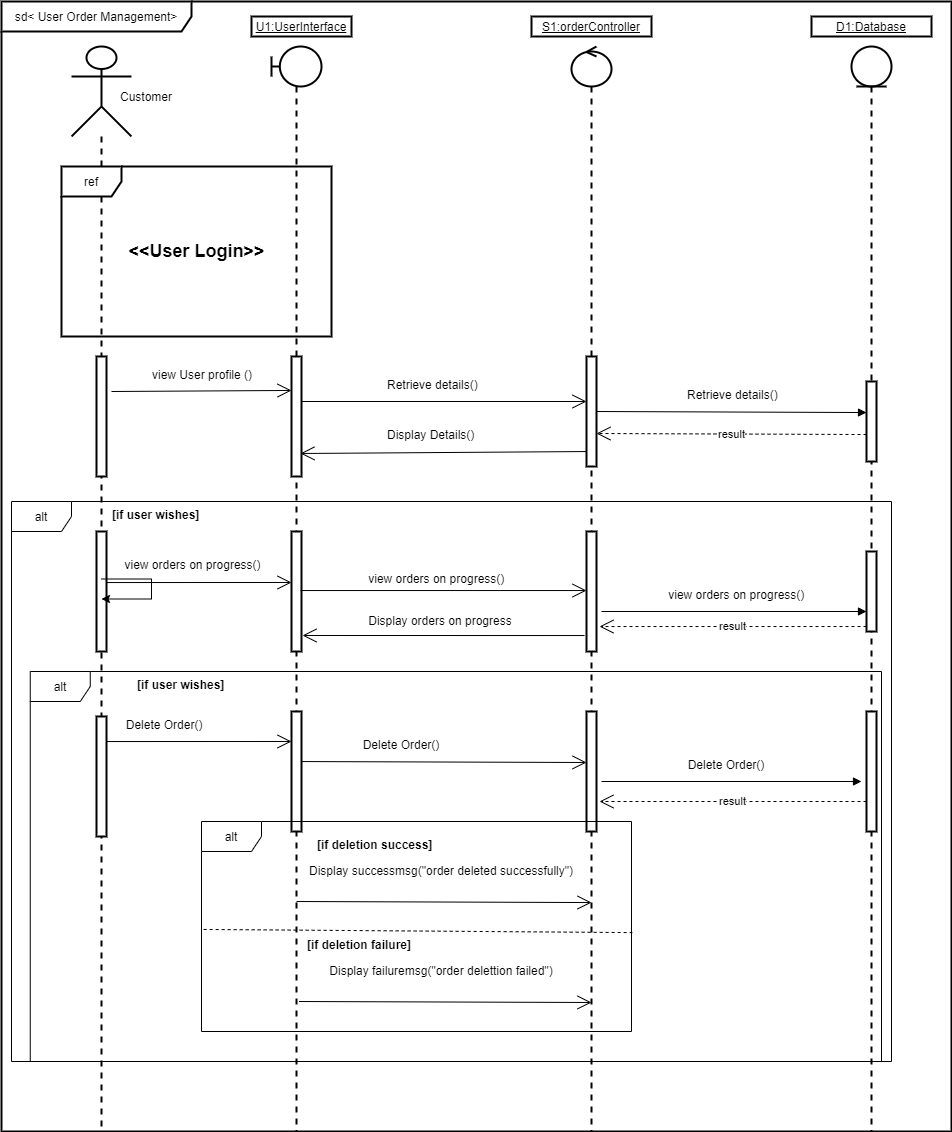 sd< User Order Management>
U1:UserInterface
S1:orderController
D1:Database
Customer
ref
<<User Login>>
view User profile ()
Retrieve details()
Retrieve details()
Display Details()
result
alt
[if user wishes]
view orders on progress()
view orders on progress()
view orders on progress()
Display orders on progress
result
alt
[if user wishes]
Delete Order()
Delete Order()
Delete Order()
result
alt
[if deletion success]
Display successmsg("order deleted successfully")
[if deletion failure]
Display failuremsg("order delettion failed")